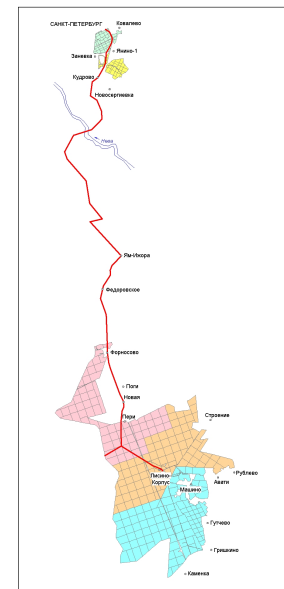 САНКТ-ПЕТЕРБУРГ
Ковалево
Заневка
Янино-1
Кудрово
Новосергиевка
Нева
Ям-Ижора
Федоровское
Форносово
Поги
Новая
Пери
Строение
Лисино-
Корпус
Машино
Рублево
Авати
Гутчево
Гришкино
Каменка